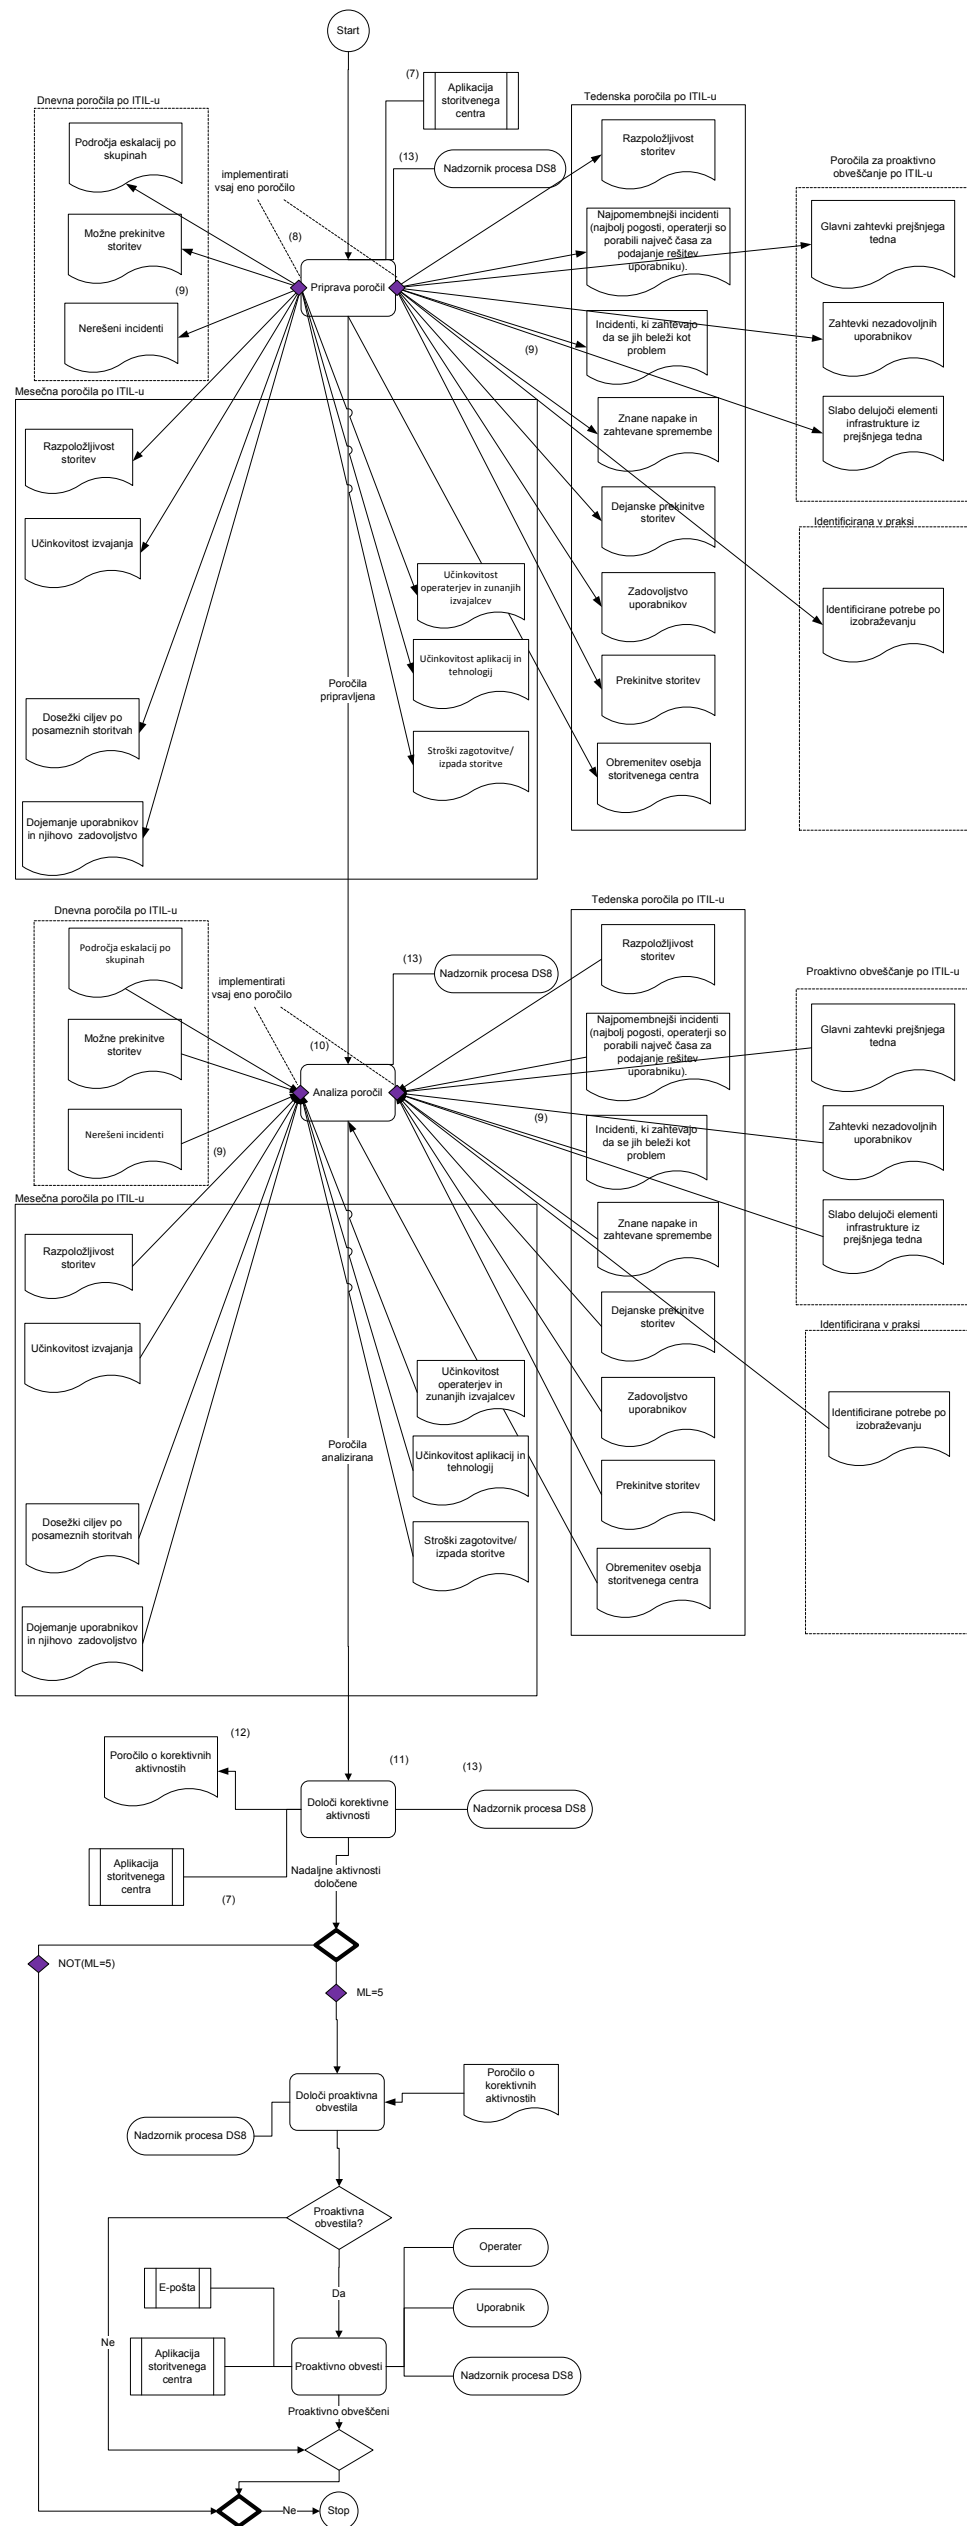 Start
(7)
Aplikacija
storitvenega
centra
Dnevna poročila po ITIL-u
Področja eskalacij po
skupinah
Možne prekinitve
storitev
(9)
Nerešeni incidenti
implementirati
vsaj eno poročilo
(8)
(13)
Nadzornik procesa DS8
Priprava poročil
Tedenska poročila po ITIL-u
Razpoložljivost
storitev
Najpomembnejši incidenti
(najbolj pogosti, operaterji so
porabili največ časa za
podajanje rešitev
uporabniku).
(9)
Incidenti, ki zahtevajo
da se jih beleži kot
problem
Znane napake in
zahtevane spremembe
Dejanske prekinitve
storitev
Zadovoljstvo
uporabnikov
Prekinitve storitev
Obremenitev osebja
storitvenega centra
Poročila za proaktivno
obveščanje po ITIL-u
Glavni zahtevki prejšnjega
tedna
Zahtevki nezadovoljnih
uporabnikov
Slabo delujoči elementi
infrastrukture iz
prejšnjega tedna
Identificirana v praksi
Identificirane potrebe po
izobraževanju
Mesečna poročila po ITIL-u
Razpoložljivost
storitev
Učinkovitost izvajanja
Dosežki ciljev po
posameznih storitvah
Dojemanje uporabnikov
in njihovo zadovoljstvo
Učinkovitost
operaterjev in zunanjih
izvajalcev
Učinkovitost aplikacij in
tehnologij
Stroški zagotovitve/
izpada storitve
Poročila
pripravljena
Dnevna poročila po ITIL-u
Področja eskalacij po
skupinah
Možne prekinitve
storitev
Nerešeni incidenti
(9)
implementirati
vsaj eno poročilo
(10)
(13)
Nadzornik procesa DS8
Analiza poročil
Tedenska poročila po ITIL-u
Razpoložljivost
storitev
Najpomembnejši incidenti
(najbolj pogosti, operaterji so
porabili največ časa za
podajanje rešitev
uporabniku).
(9)
Incidenti, ki zahtevajo
da se jih beleži kot
problem
Znane napake in
zahtevane spremembe
Dejanske prekinitve
storitev
Zadovoljstvo
uporabnikov
Prekinitve storitev
Obremenitev osebja
storitvenega centra
Proaktivno obveščanje po ITIL-u
Glavni zahtevki prejšnjega
tedna
Zahtevki nezadovoljnih
uporabnikov
Slabo delujoči elementi
infrastrukture iz
prejšnjega tedna
Identificirana v praksi
Identificirane potrebe po
izobraževanju
Mesečna poročila po ITIL-u
Razpoložljivost
storitev
Učinkovitost izvajanja
Dosežki ciljev po
posameznih storitvah
Dojemanje uporabnikov
in njihovo zadovoljstvo
Učinkovitost
operaterjev in
zunanjih izvajalcev
Učinkovitost aplikacij in
tehnologij
Stroški zagotovitve/
izpada storitve
Poročila
analizirana
(12)
Poročilo o korektivnih
aktivnostih
(11)
(13)
Določi korektivne
aktivnosti
Nadzornik procesa DS8
Aplikacija
storitvenega
centra
(7)
Nadaljne aktivnosti
določene
NOT(ML=5)
ML=5
Določi proaktivna
obvestila
Poročilo o
korektivnih
aktivnostih
Nadzornik procesa DS8
Proaktivna
obvestila?
Operater
E-pošta
Da
Uporabnik
Ne
Aplikacija
storitvenega
centra
Proaktivno obvesti
Nadzornik procesa DS8
Proaktivno obveščeni
Ne
Stop